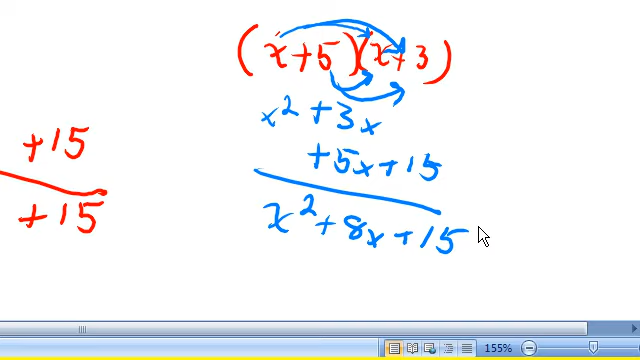 (x+5)(x+3)
x² + 3x
+15
+5x+15
+15
x² + 8x + 15
155%